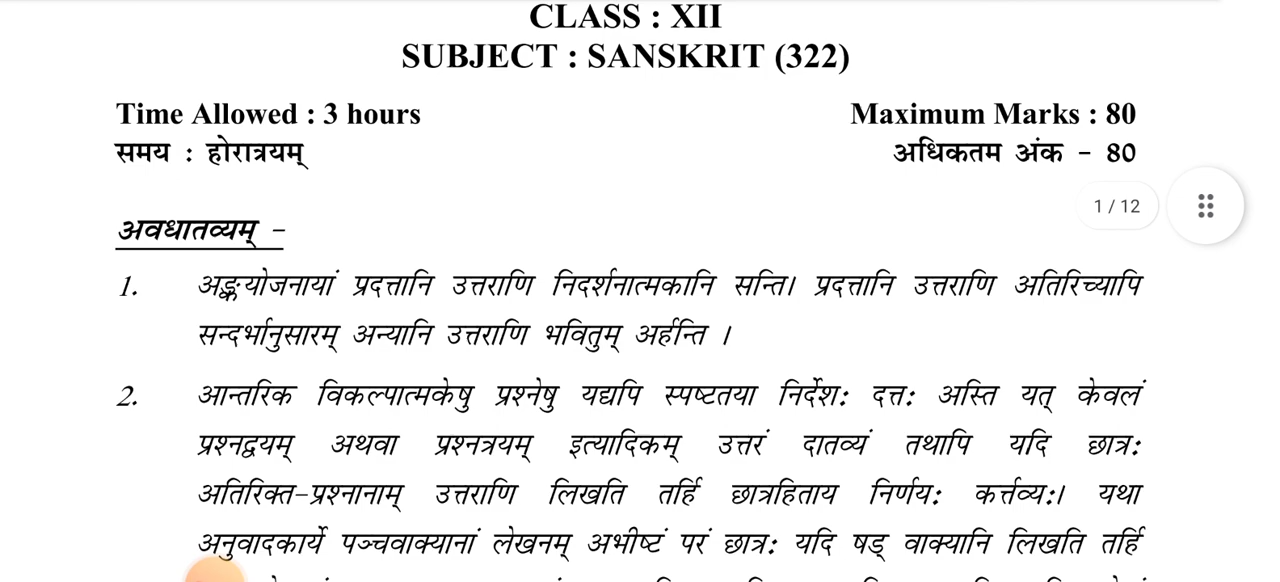 CLASS : XII
SUBJECT : SANSKRIT (322)
Time Allowed : 3 hours Maximum Marks : 80
समय : होरात्रयम् अधिकतम अंक - 80
1 / 12
अवधातव्यम् -
1. अङ्कयोजनायां प्रदत्तानि उत्तराणि निदर्शनात्मकानि सन्ति। प्रदत्तानि उत्तराणि अतिरिच्यापि
सन्दर्भानुसारम् अन्यानि उत्तराणि भवितुम् अर्हन्ति ।
2. आन्तरिक विकल्पात्मकेषु प्रश्नेषु यद्यपि स्पष्टतया निर्देशः दत्तः अस्ति यत् केवलं
प्रश्नद्वयम् अथवा प्रश्नत्रयम् इत्यादिकम् उत्तरं दातव्यं तथापि यदि छात्रः
अतिरिक्त-प्रश्नानाम् उत्तराणि लिखति तर्हि छात्रहिताय निर्णयः कर्त्तव्यः। यथा
अनुवादकार्ये पञ्चवाक्यानां लेखनम् अभीष्टं परं छात्रः यदि षड् वाक्यानि लिखति तर्हि